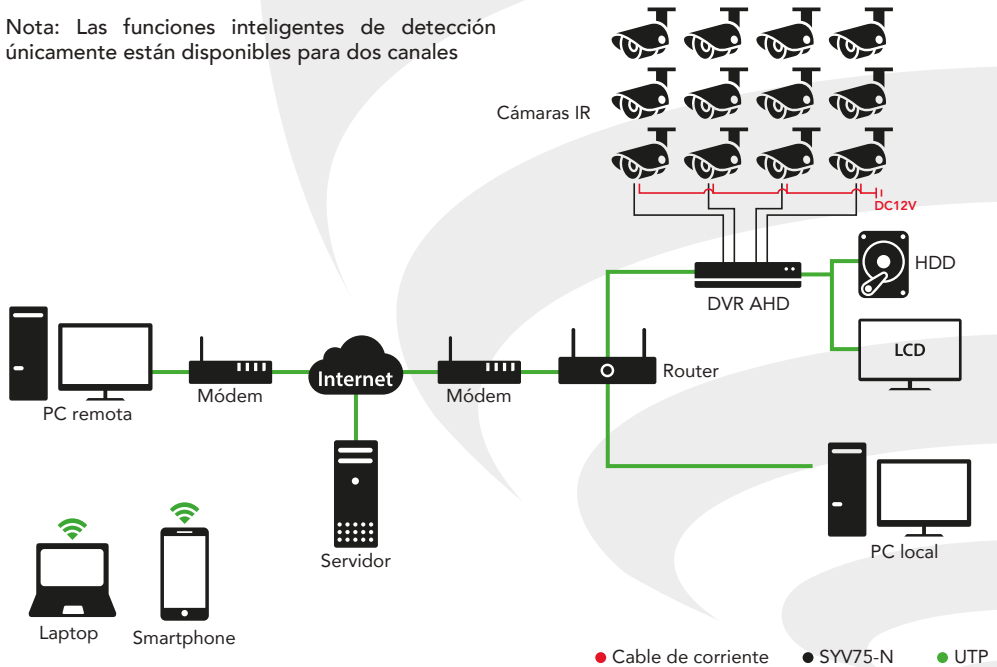 Nota: Las funciones inteligentes de detección
únicamente están disponibles para dos canales
Cámaras IR
DC12V
HDD
DVR AHD
LCD
Internet
Router
Módem
Módem
PC remota
Servidor
PC local
Laptop
Smartphone
Cable de corriente
SYV75-N
UTP